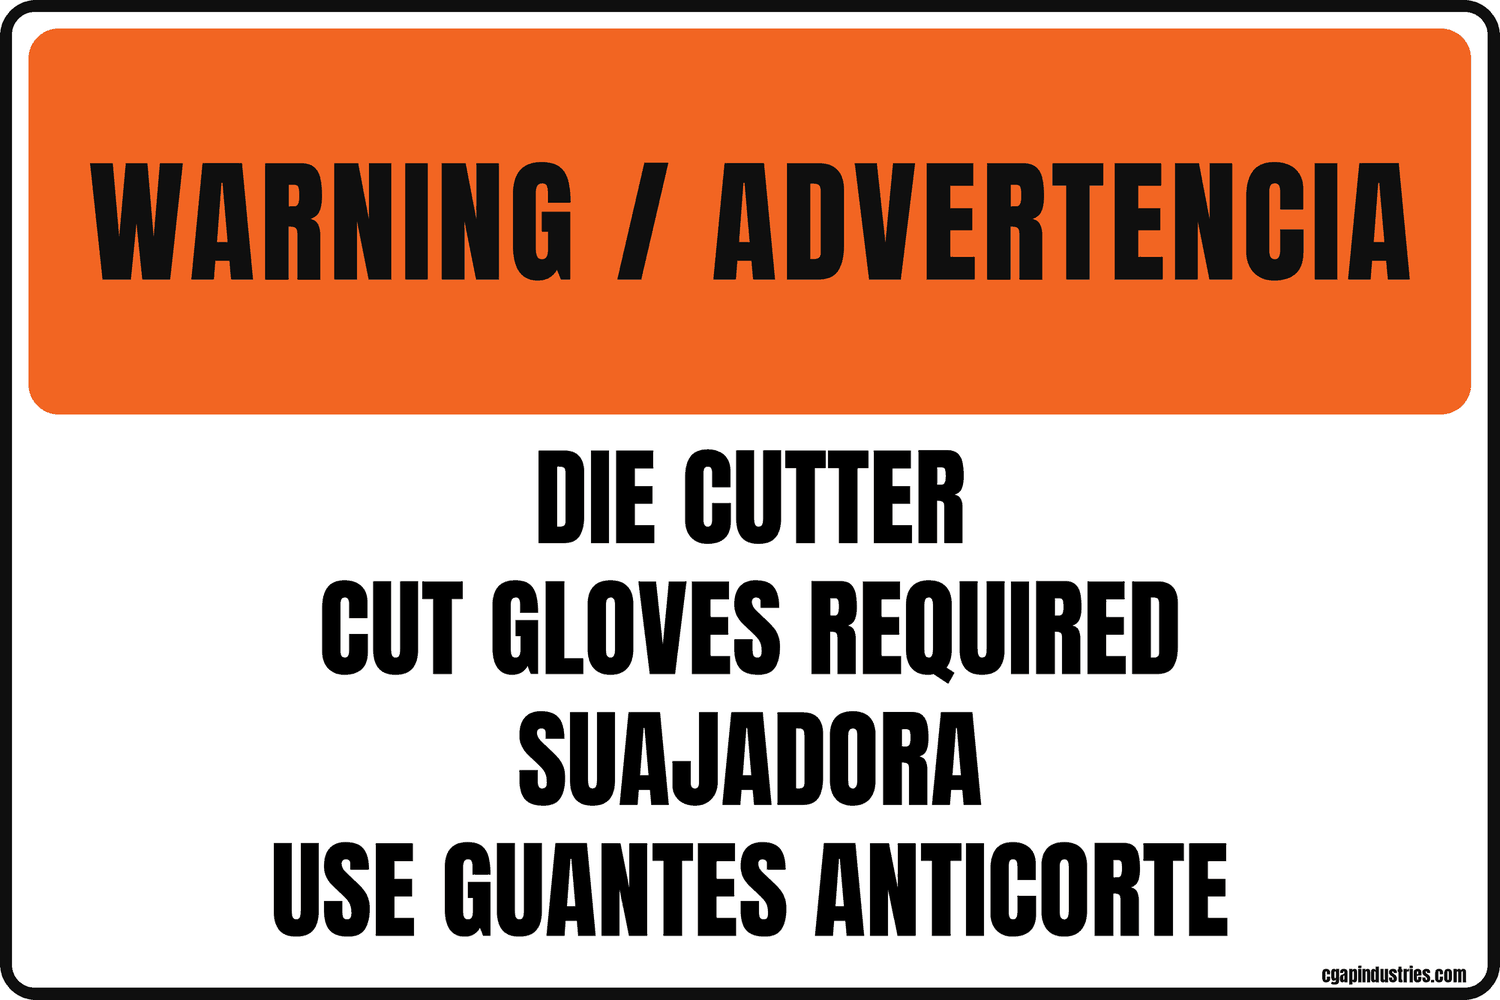 WARNING / ADVERTENCIA
DIE CUTTER
CUT GLOVES REQUIRED
SUAJADORA
USE GUANTES ANTICORTE
cgapindustries.com